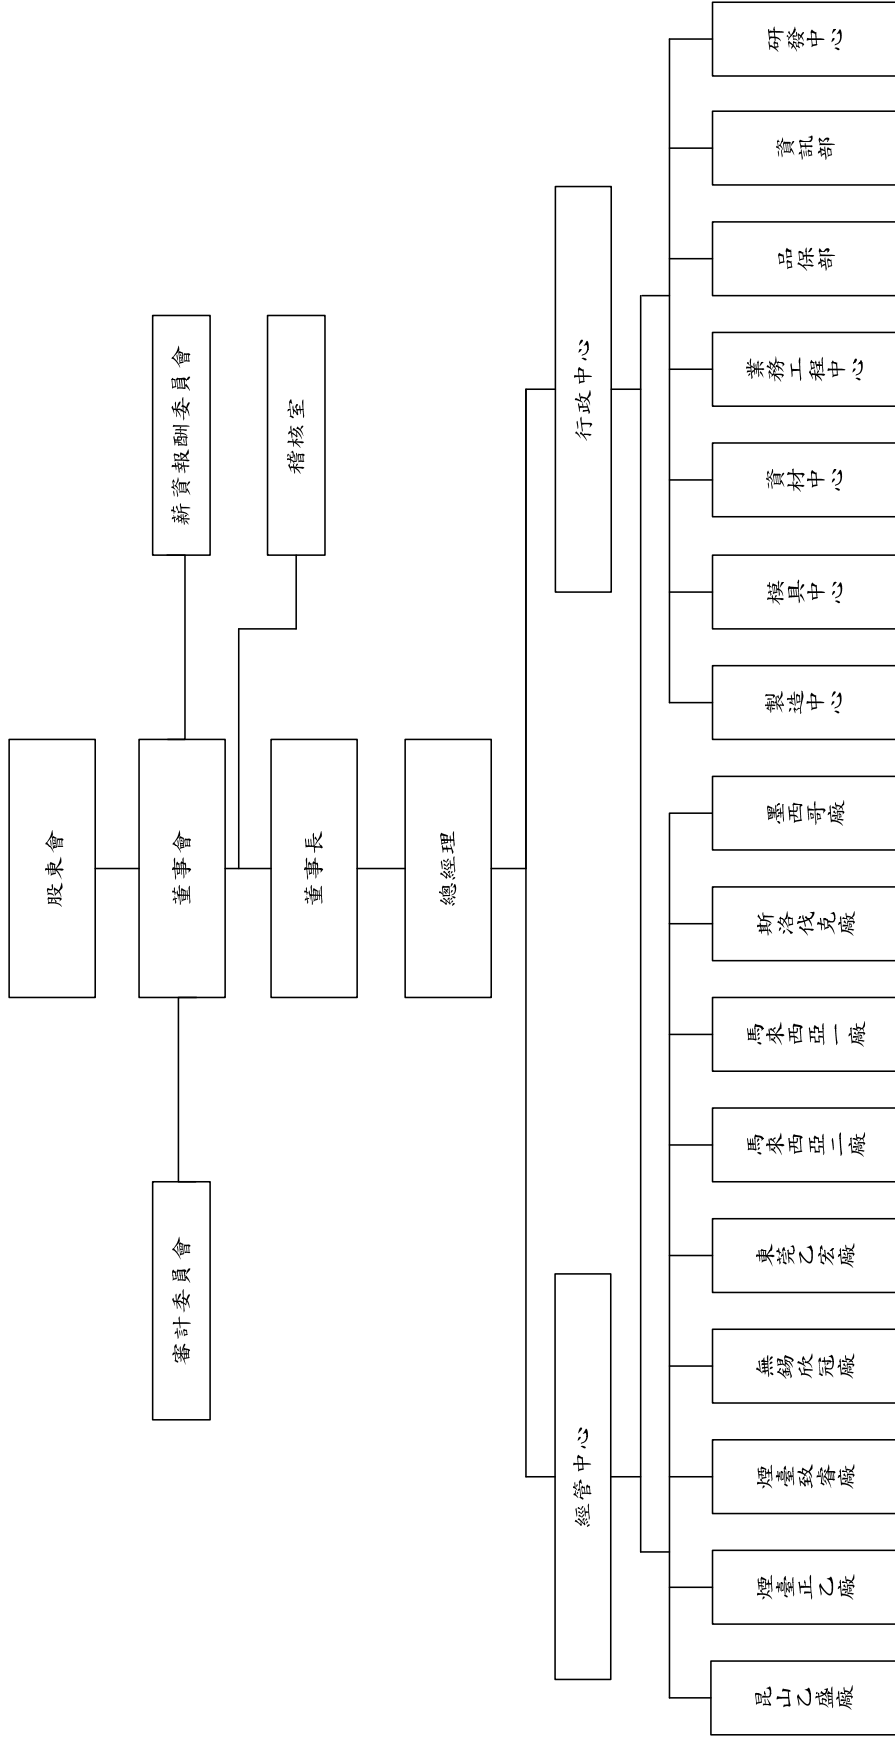 股東會
審計委員會
董事會
薪資報酬委員會
稽核室
董事長
總經理
經管中心
行政中心
昆山乙盛廠
煙臺正乙廠
煙臺致睿廠
無錫欣冠廠
東莞乙宏廠
馬來西亞二廠
馬來西亞一廠
斯洛伐克廠
墨西哥廠
製造中心
模具中心
資材中心
業務工程中心
品保部
資訊部
研發中心